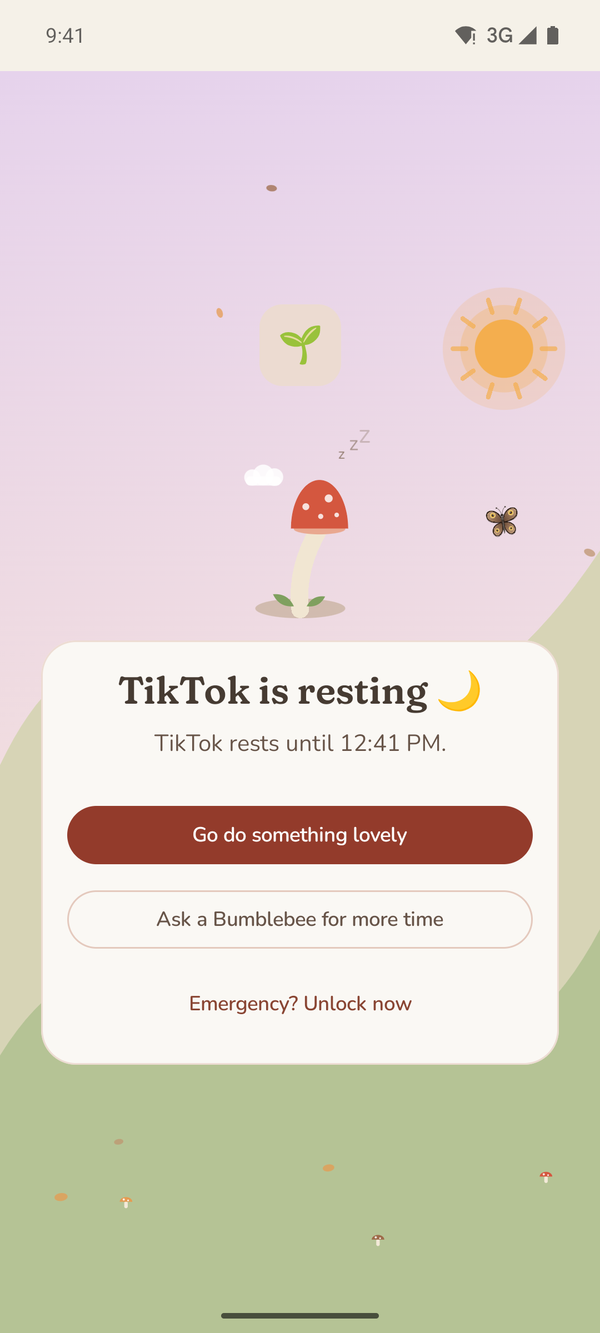 9:41
3G
z z Z
TikTok is resting 🌙
TikTok rests until 12:41 PM.
Go do something lovely
Ask a Bumblebee for more time
Emergency? Unlock now